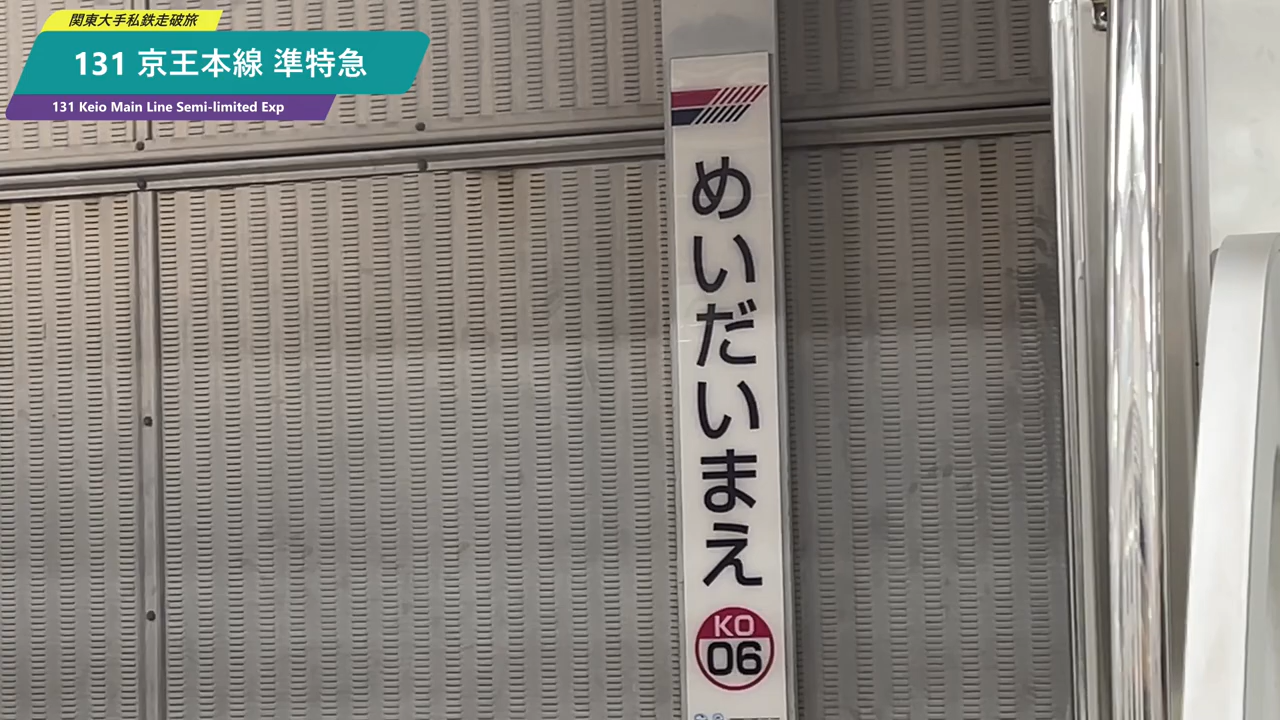 関東大手私鉄走破旅
131 京王本線 準特急
131 Keio Main Line Semi-limited Exp
めいだいまえ
KO
06